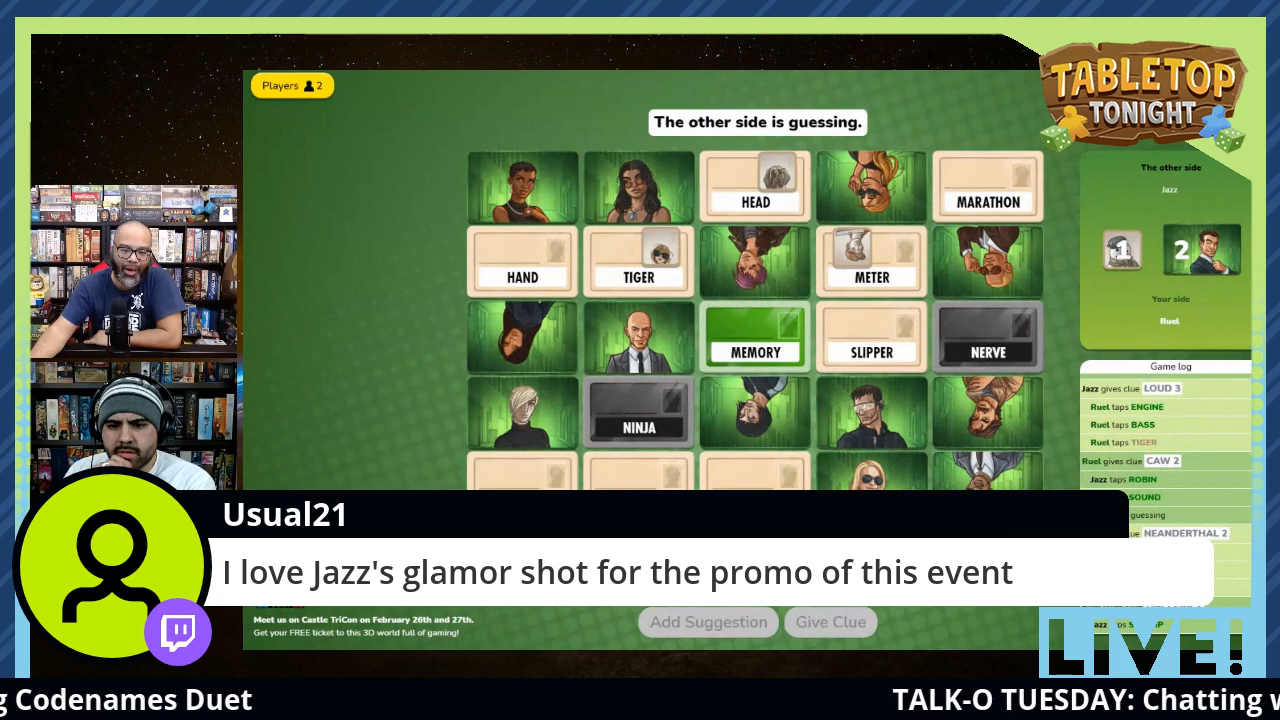 Players 2
The other side is guessing.
TABLETOP
TONIGHT
HEAD
MARATHON
HAND
TIGER
METER
MEMORY
SLIPPER
NERVE
NINJA
The other side
Jazz
1
2
Your side
Ruel
Game log
Jazz gives clue LOUD 3
Ruel taps ENGINE
Ruel taps BASS
Ruel taps TIGER
Ruel gives clue CAW 2
Jazz taps ROBIN
SOUND
guessing
NEANDERTHAL 2
Usual21
I love Jazz's glamor shot for the promo of this event
Meet us on Castle TriCon on February 26th and 27th.
Get your FREE ticket to this 3D world full of gaming!
Add Suggestion
Give Clue
LIVE!
g Codenames Duet
TALK-O TUESDAY: Chatting w